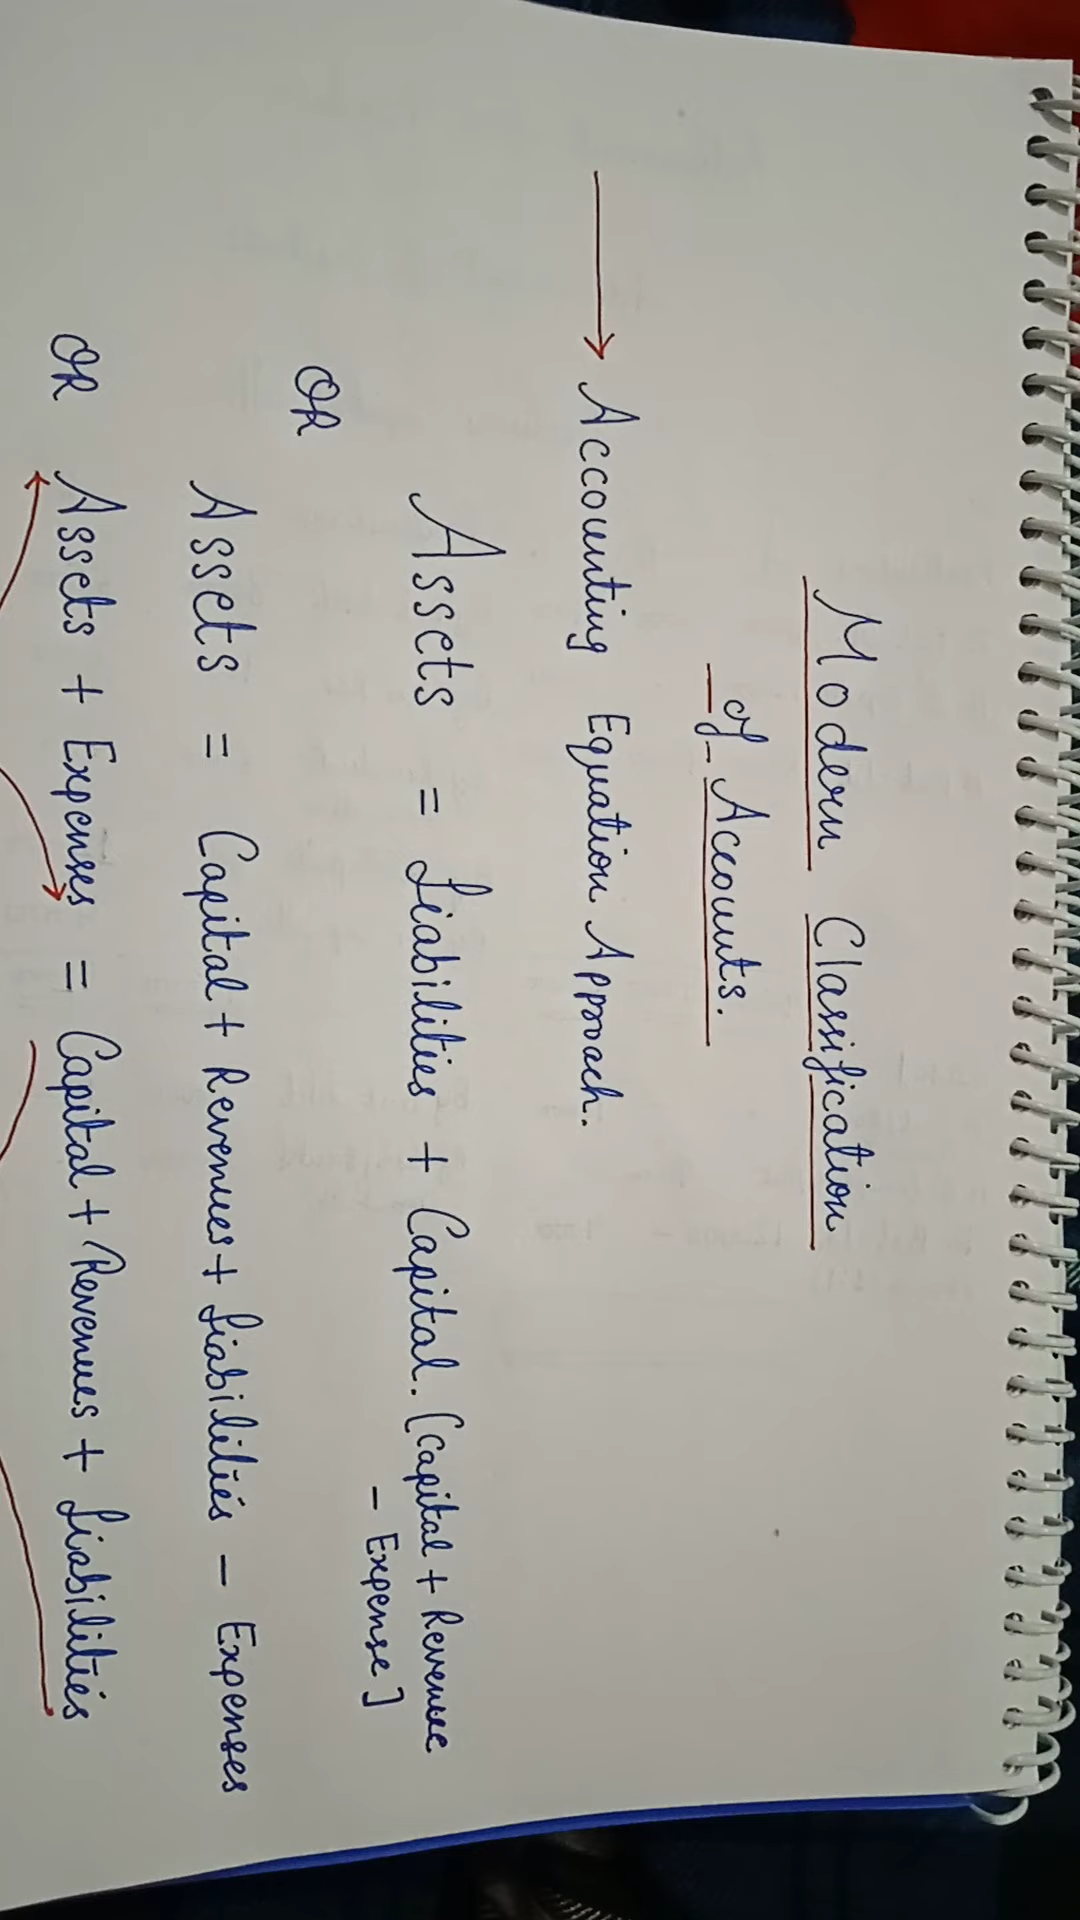 Modern Classification
of Accounts.
→ Accounting Equation Approach.
Assets = Liabilities + Capital. [Capital + Revenue
- Expense]
OR
Assets = Capital + Revenues + Liabilities - Expenses
OR Assets + Expenses = Capital + Revenues + Liabilities